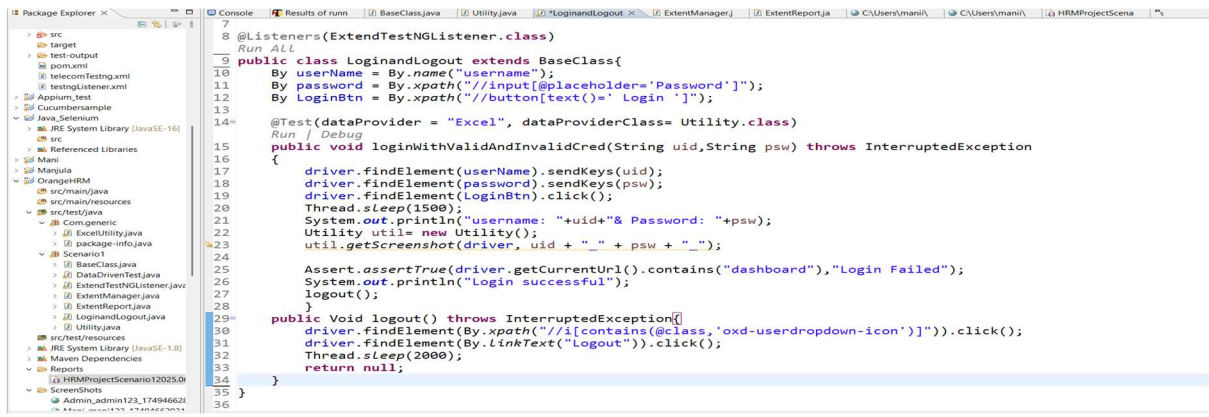 Package Explorer
Console
Results of runn
BaseClass.java
Utility.java
*LoginandLogout
ExtentManager.j
ExtentReport.ja
C:\Users\manii\
C:\Users\manii\
HRMProjectScena
src
target
test-output
pom.xml
telecomTestng.xml
testngListener.xml
Appium_test
Cucumbersample
Java_Selenium
JRE System Library [JavaSE-16]
src
Referenced Libraries
Mani
Manjula
OrangeHRM
src/main/java
src/main/resources
src/test/java
Com.generic
ExcelUtility.java
package-info.java
Scenario1
BaseClass.java
DataDrivenTest.java
ExtendTestNGListener.java
ExtentManager.java
ExtentReport.java
LoginandLogout.java
Utility.java
src/test/resources
JRE System Library [JavaSE-1.8]
Maven Dependencies
Reports
HRMProjectScenario12025.0
ScreenShots
Admin_admin123_17494662
7
8 @Listeners(ExtendTestNGListener.class)
Run All
9 public class LoginandLogout extends BaseClass{
10 By userName = By.name("username");
11 By password = By.xpath("//input[@placeholder='Password']");
12 By LoginBtn = By.xpath("//button[text()=' Login ']");
13
14 @Test(dataProvider = "Excel", dataProviderClass= Utility.class)
Run | Debug
15 public void loginWithValidAndInvalidCred(String uid,String psw) throws InterruptedException
16 {
17 driver.findElement(userName).sendKeys(uid);
18 driver.findElement(password).sendKeys(psw);
19 driver.findElement(LoginBtn).click();
20 Thread.sleep(1500);
21 System.out.println("username: "+uid+"& Password: "+psw);
22 Utility util= new Utility();
23 util.getScreenshot(driver, uid + "_" + psw + "_");
24
25 Assert.assertTrue(driver.getCurrentUrl().contains("dashboard"),"Login Failed");
26 System.out.println("Login successful");
27 logout();
28 }
29 public Void logout() throws InterruptedException{
30 driver.findElement(By.xpath("//i[contains(@class,'oxd-userdropdown-icon')]")).click();
31 driver.findElement(By.linkText("Logout")).click();
32 Thread.sleep(2000);
33 return null;
34 }
35 }
36